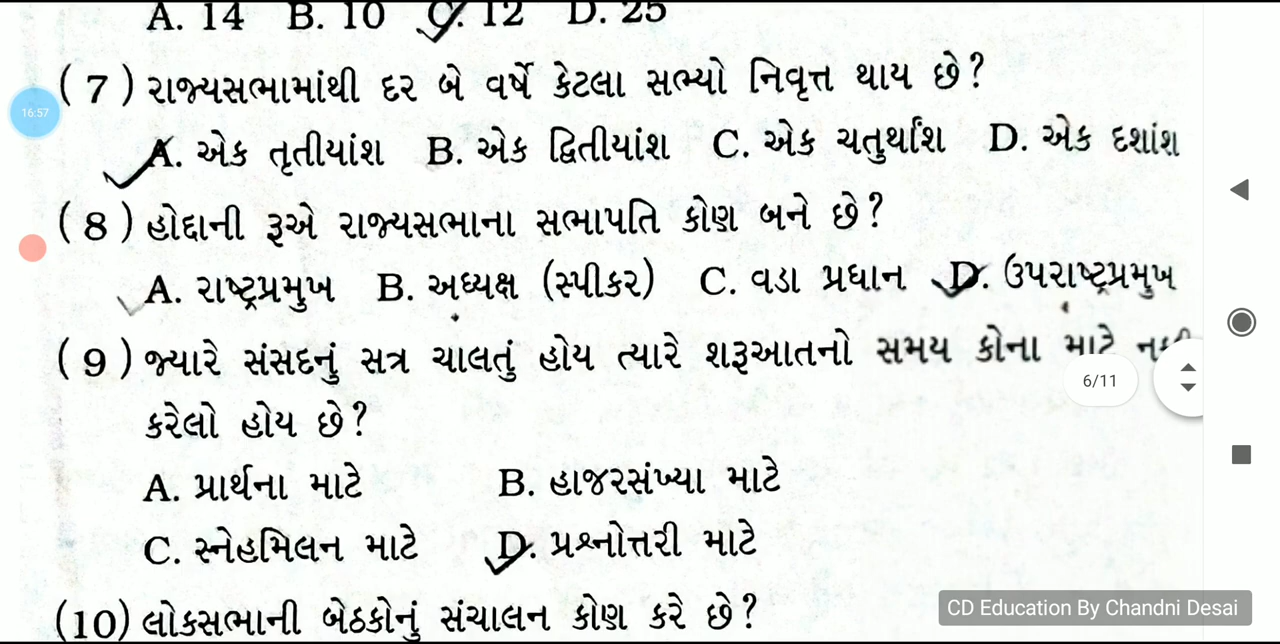 A. 14 B. 10 C. 12 D. 25
(7) રાજ્યસભામાંથી દર બે વર્ષે કેટલા સભ્યો નિવૃત્ત થાય છે?
16:57
A. એક તૃતીયાંશ B. એક દ્વિતીયાંશ C. એક ચતુર્થાંશ D. એક દશાંશ
(8) હોદ્દાની રૂએ રાજ્યસભાના સભાપતિ કોણ બને છે?
A. રાષ્ટ્રપ્રમુખ B. અધ્યક્ષ (સ્પીકર) C. વડા પ્રધાન D. ઉપરાષ્ટ્રપ્રમુખ
(9) જ્યારે સંસદનું સત્ર ચાલતું હોય ત્યારે શરૂઆતનો સમય કોના માટે
6/11
કરેલો હોય છે?
A. પ્રાર્થના માટે B. હાજરસંખ્યા માટે
C. સ્નેહમિલન માટે D. પ્રશ્નોત્તરી માટે
(10) લોકસભાની બેઠકોનું સંચાલન કોણ કરે છે?
CD Education By Chandni Desai